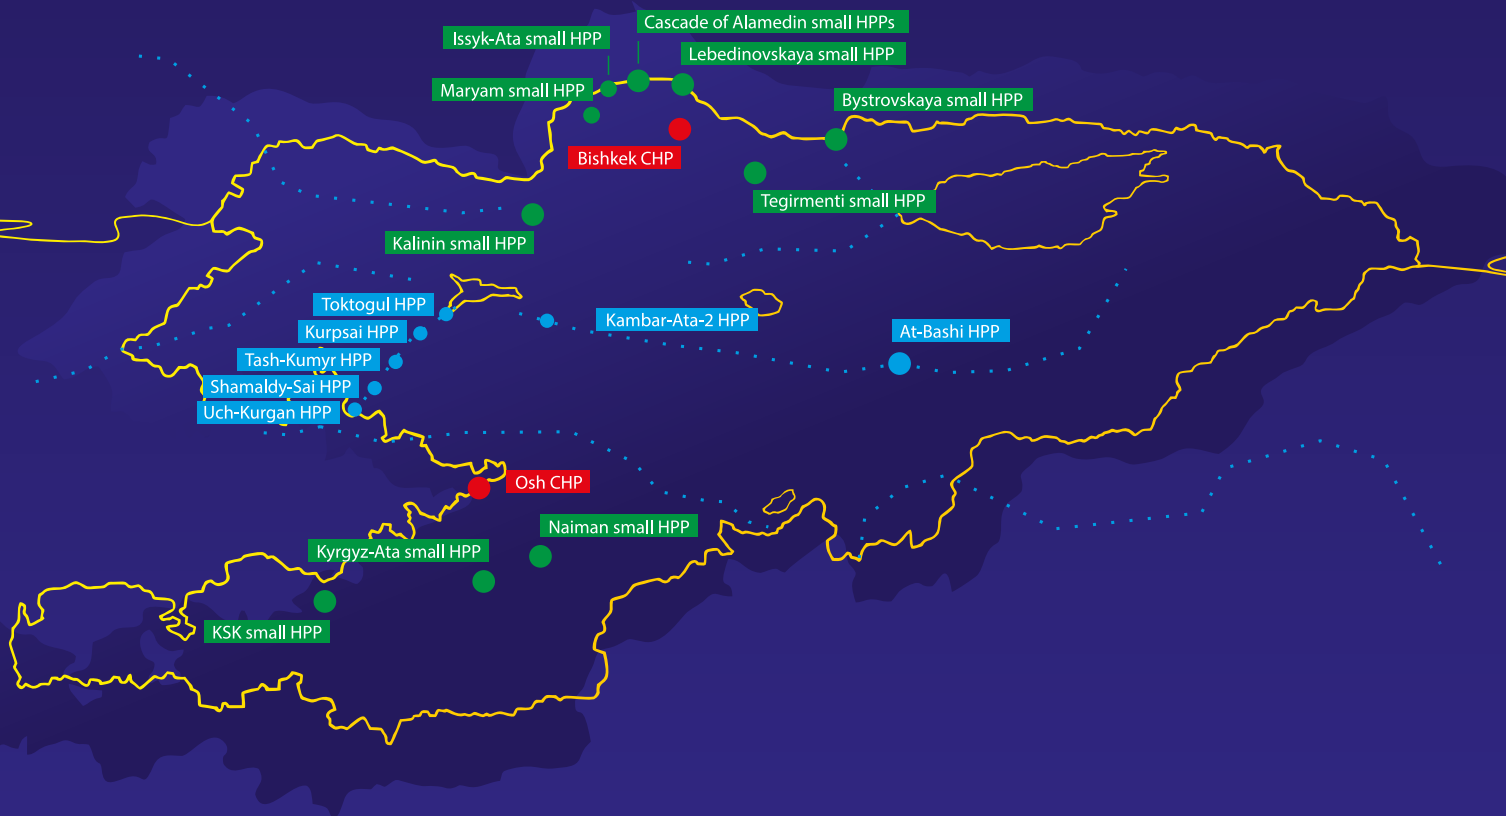 Cascade of Alamedin small HPPs
Issyk-Ata small HPP
Lebedinovskaya small HPP
Maryam small HPP
Bystrovskaya small HPP
Bishkek CHP
Tegirmenti small HPP
Kalinin small HPP
Toktogul HPP
Kurpsai HPP
Kambar-Ata-2 HPP
At-Bashi HPP
Tash-Kumyr HPP
Shamaldy-Sai HPP
Uch-Kurgan HPP
Osh CHP
Naiman small HPP
Kyrgyz-Ata small HPP
KSK small HPP